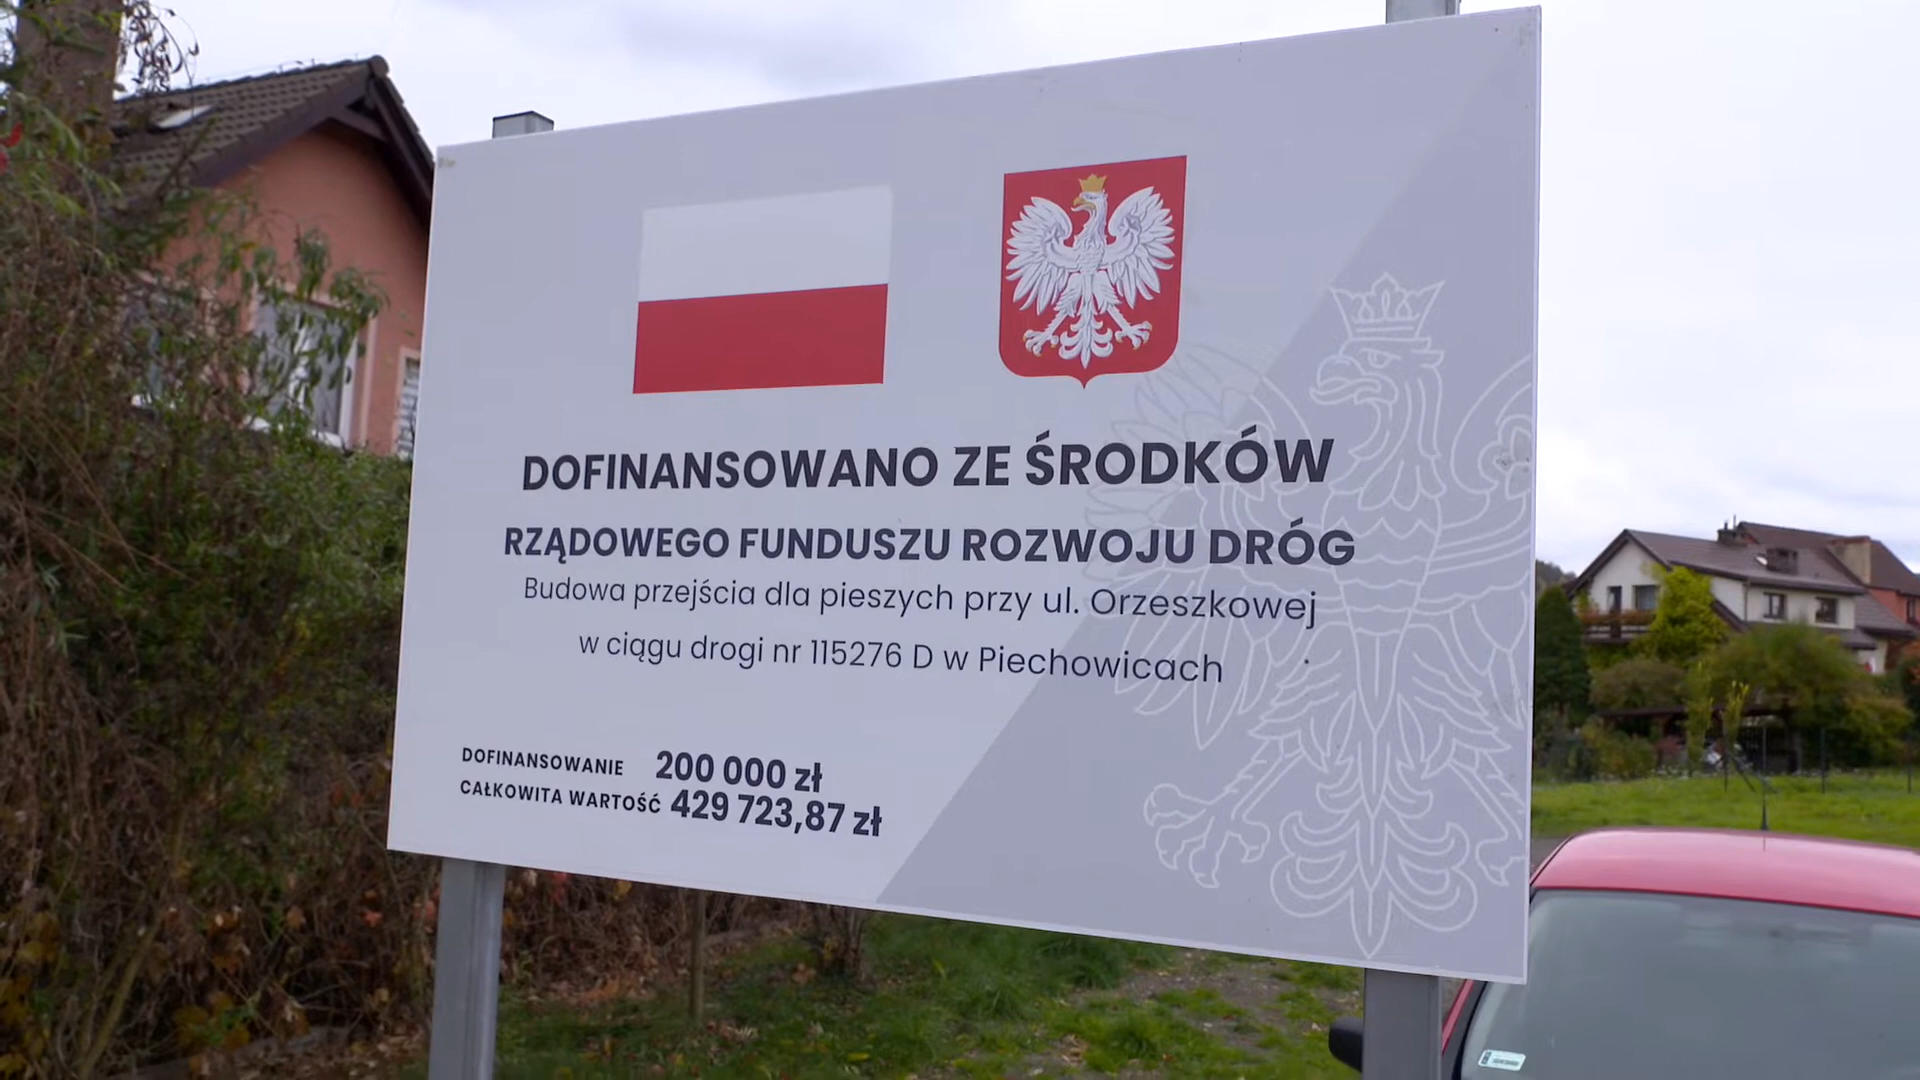 DOFINANSOWANO ZE ŚRODKÓW
RZĄDOWEGO FUNDUSZU ROZWOJU DRÓG
Budowa przejścia dla pieszych przy ul. Orzeszkowej
w ciągu drogi nr 115276 D w Piechowicach
DOFINANSOWANIE 200 000 zł
CAŁKOWITA WARTOŚĆ 429 723,87 zł